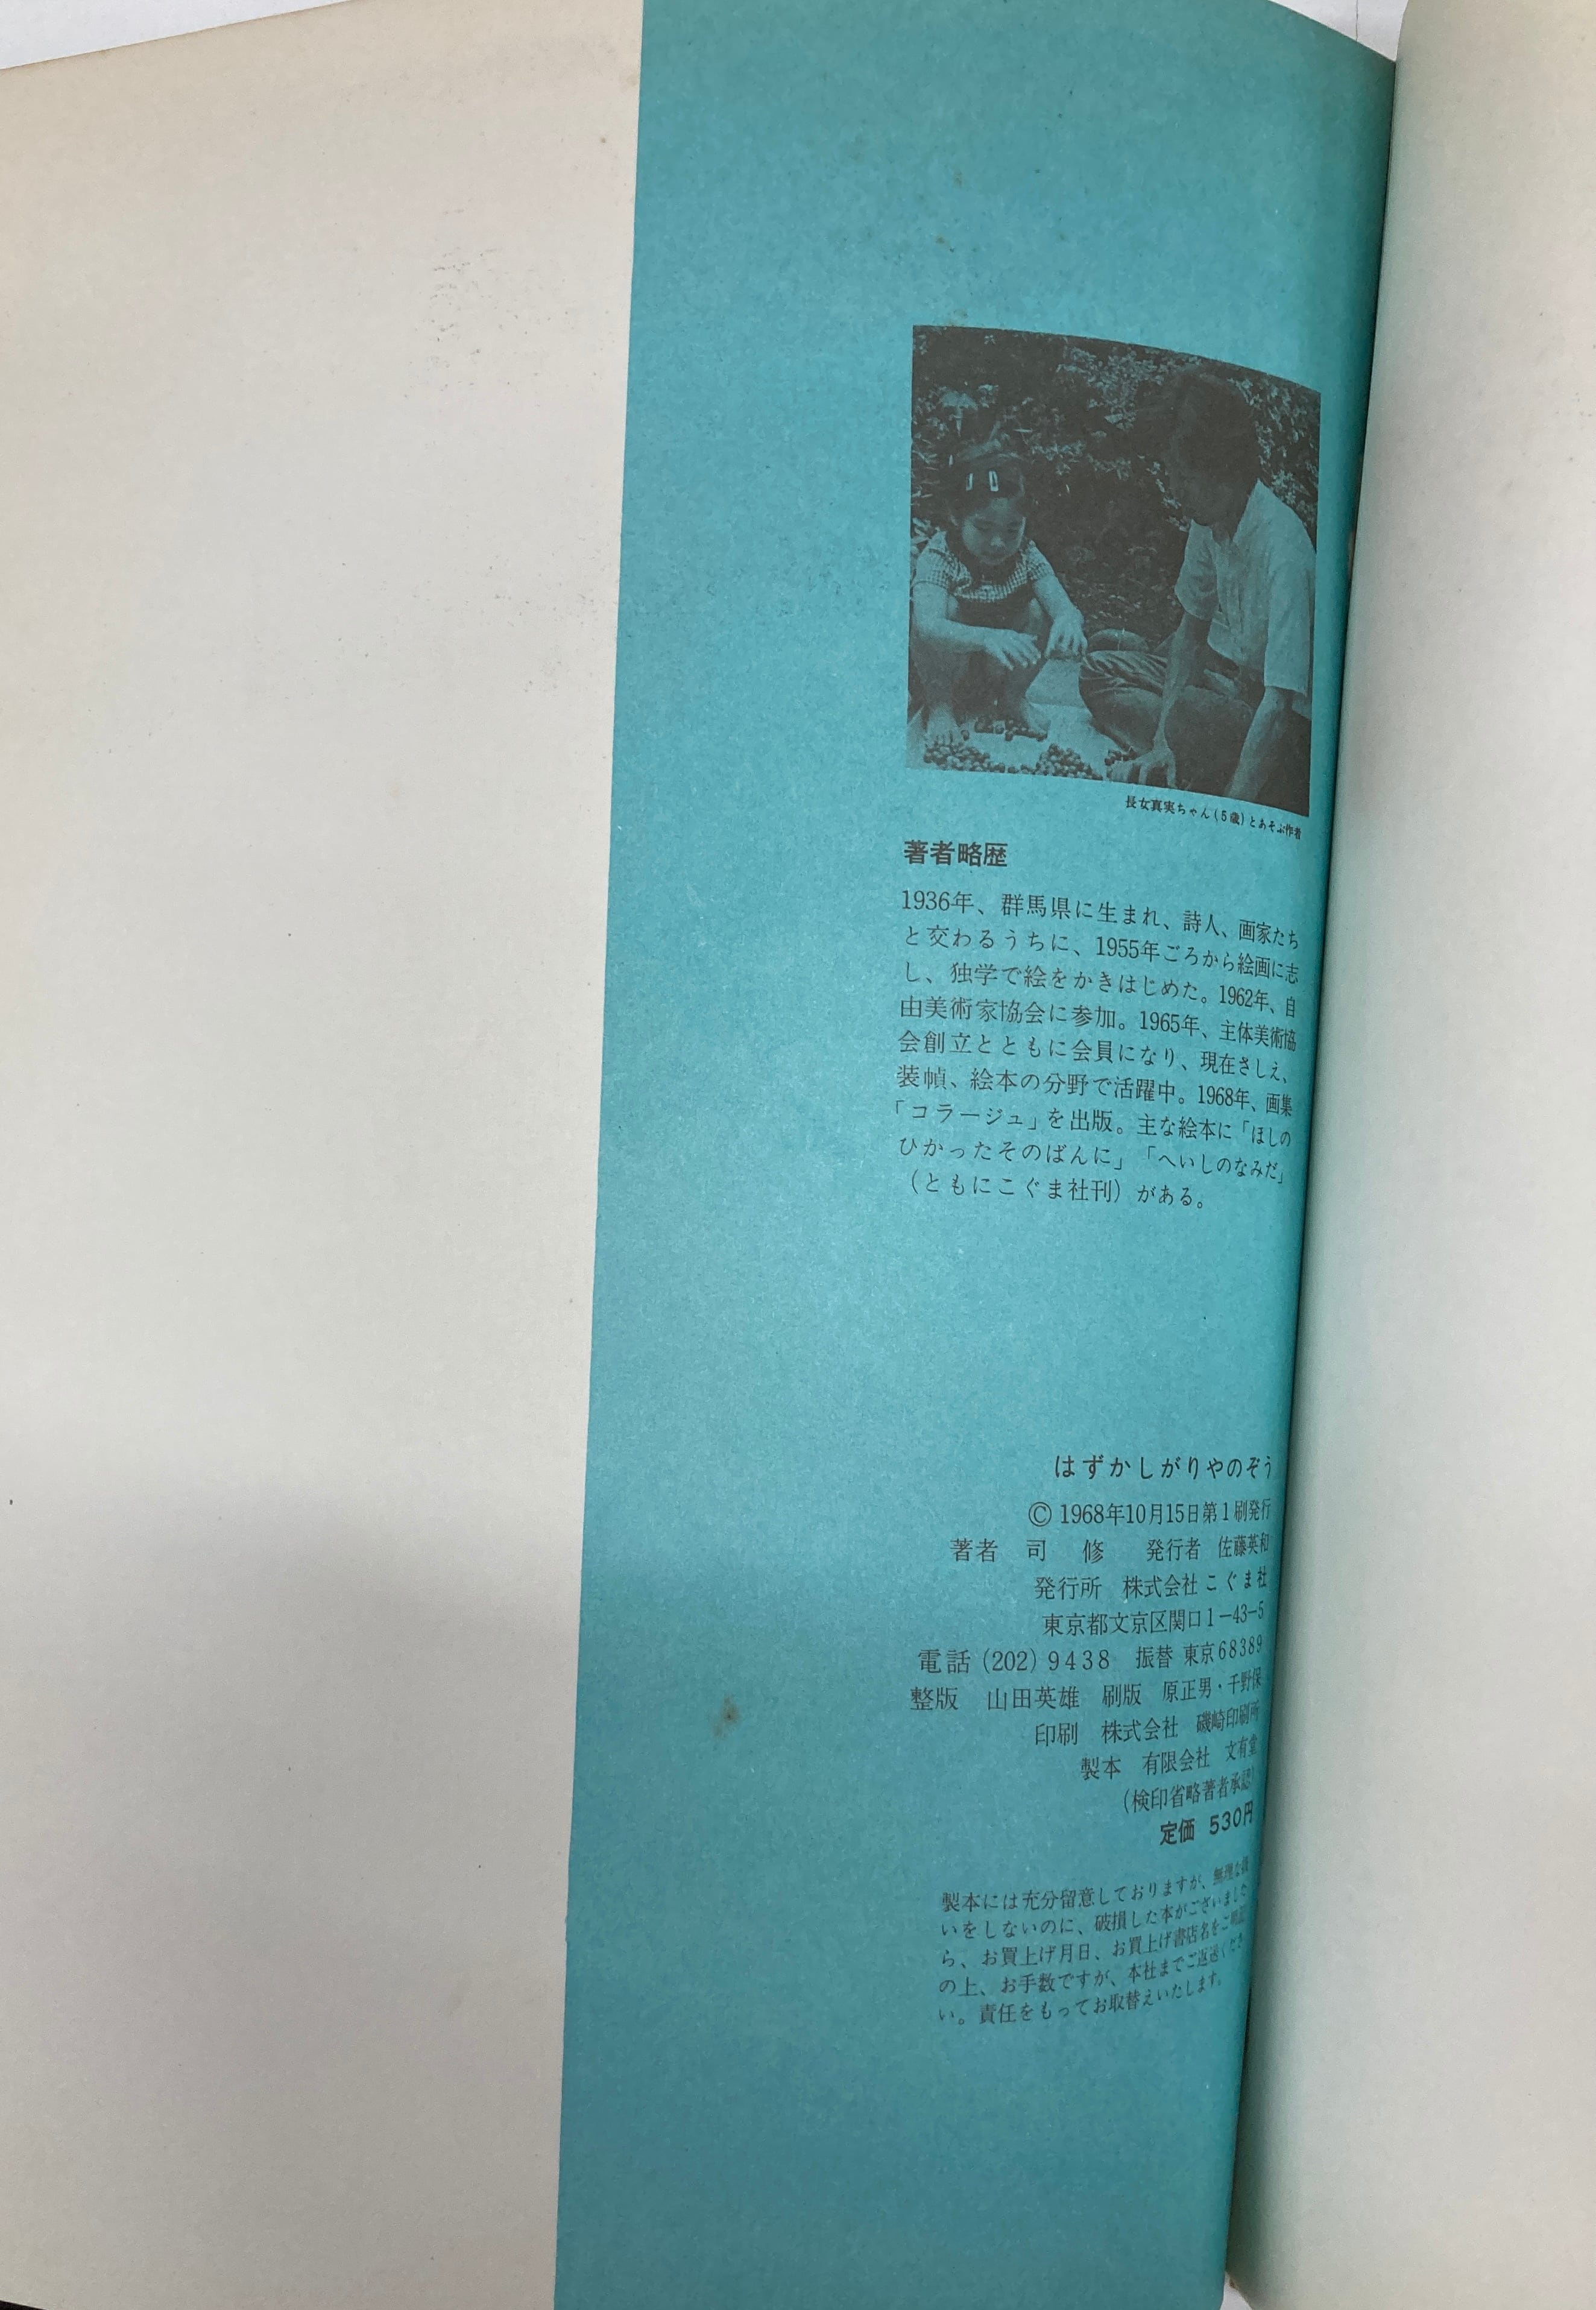 長女真実ちゃん(5歳)とあそぶ作者
著者略歴
1936年、群馬県に生まれ、詩人、画家たち
と交わるうちに、1955年ごろから絵画に志
し、独学で絵をかきはじめた。1962年、自
由美術家協会に参加。1965年、主体美術協
会創立とともに会員になり、現在さしえ、
装幀、絵本の分野で活躍中。1968年、画集
「コラージュ」を出版。主な絵本に「ほしの
ひかったそのばんに」「へいしのなみだ」
(ともにこぐま社刊)がある。
はずかしがりやのぞう
© 1968年10月15日第1刷発行
著者 司 修 発行者 佐藤英和
発行所 株式会社こぐま社
東京都文京区関口1-43-5
電話(202)9438 振替 東京68389
整版 山田英雄 刷版 原正男・千野保
印刷 株式会社 磯崎印刷所
製本 有限会社 文有堂
(検印省略著者承認)
定価 530円
製本には充分留意しておりますが、無理な扱
いをしないのに、破損した本がございました
ら、お買上げ月日、お買上げ書店名をご
の上、お手数ですが、本社までご返送くださ
い。責任をもってお取替えいたします。